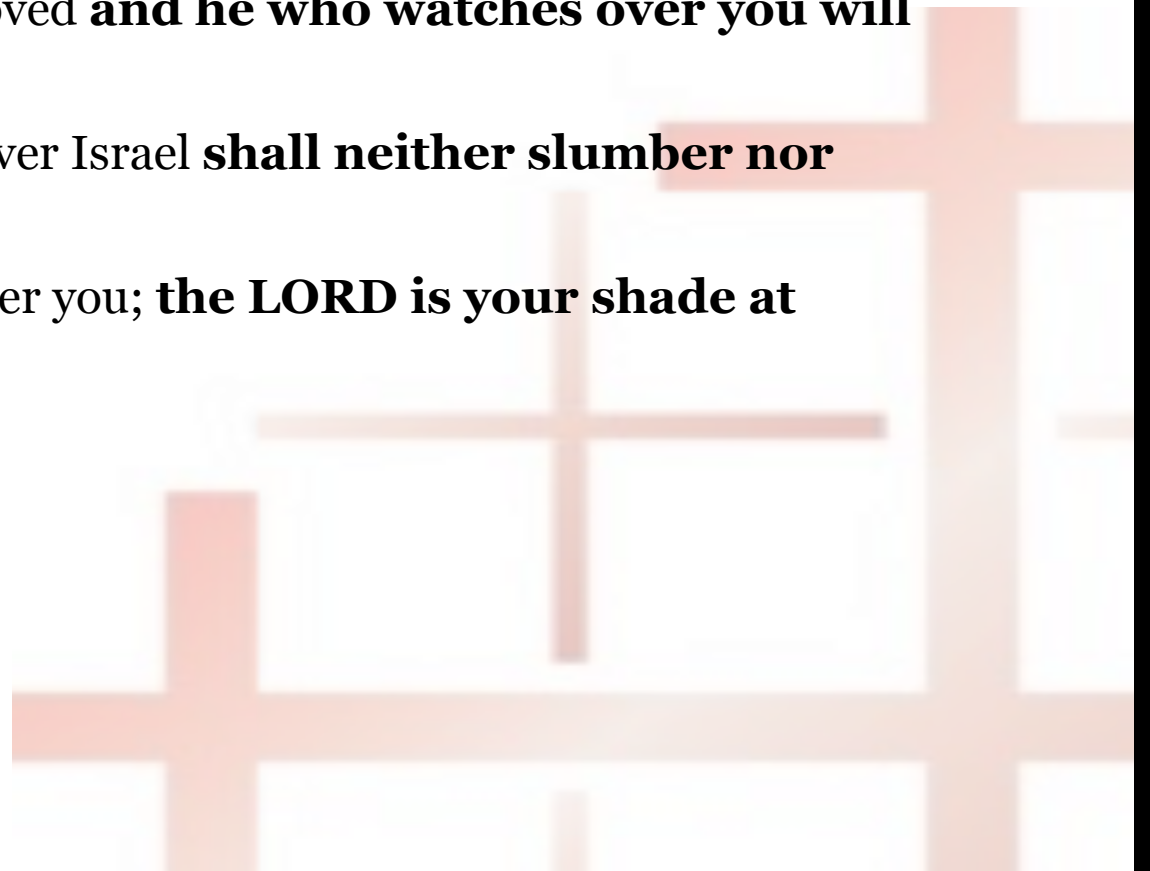 oved and he who watches over you will
ver Israel shall neither slumber nor
er you; the LORD is your shade at